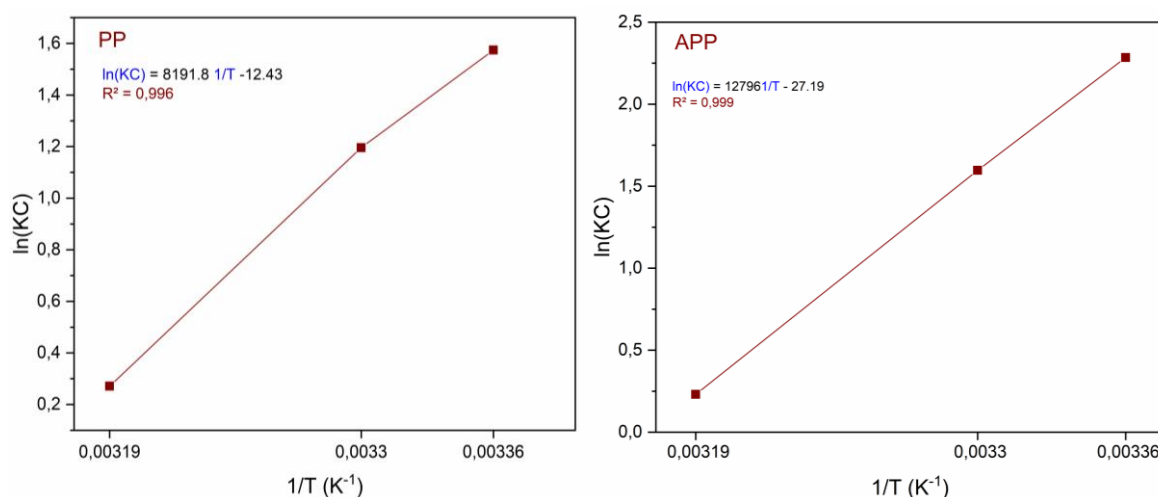 PP
ln(KC) = 8191.8 1/T -12.43
R² = 0,996
1,6
1,4
1,2
1,0
0,8
0,6
0,4
0,2
ln(KC)
0,00319
0,0033
0,00336
1/T (K⁻¹)
APP
ln(KC) = 127961/T - 27.19
R² = 0,999
2,5
2,0
1,5
1,0
0,5
0,0
ln(KC)
0,00319
0,0033
0,00336
1/T (K⁻¹)